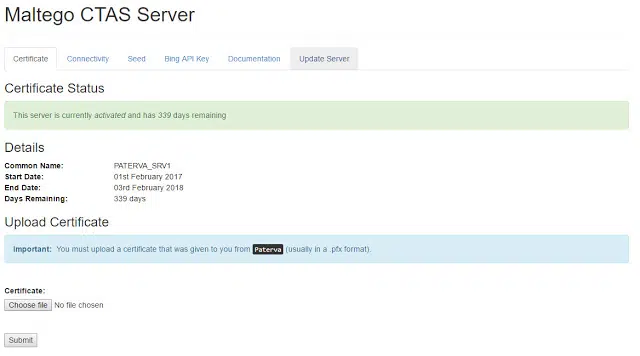 Maltego CTAS Server
Certificate Connectivity Seed Bing API Key Documentation Update Server
Certificate Status
This server is currently activated and has 339 days remaining
Details
Common Name: PATERVA_SRV1
Start Date: 01st February 2017
End Date: 03rd February 2018
Days Remaining: 339 days
Upload Certificate
Important: You must upload a certificate that was given to you from Paterva (usually in a .pfx format).
Certificate:
Choose file No file chosen
Submit